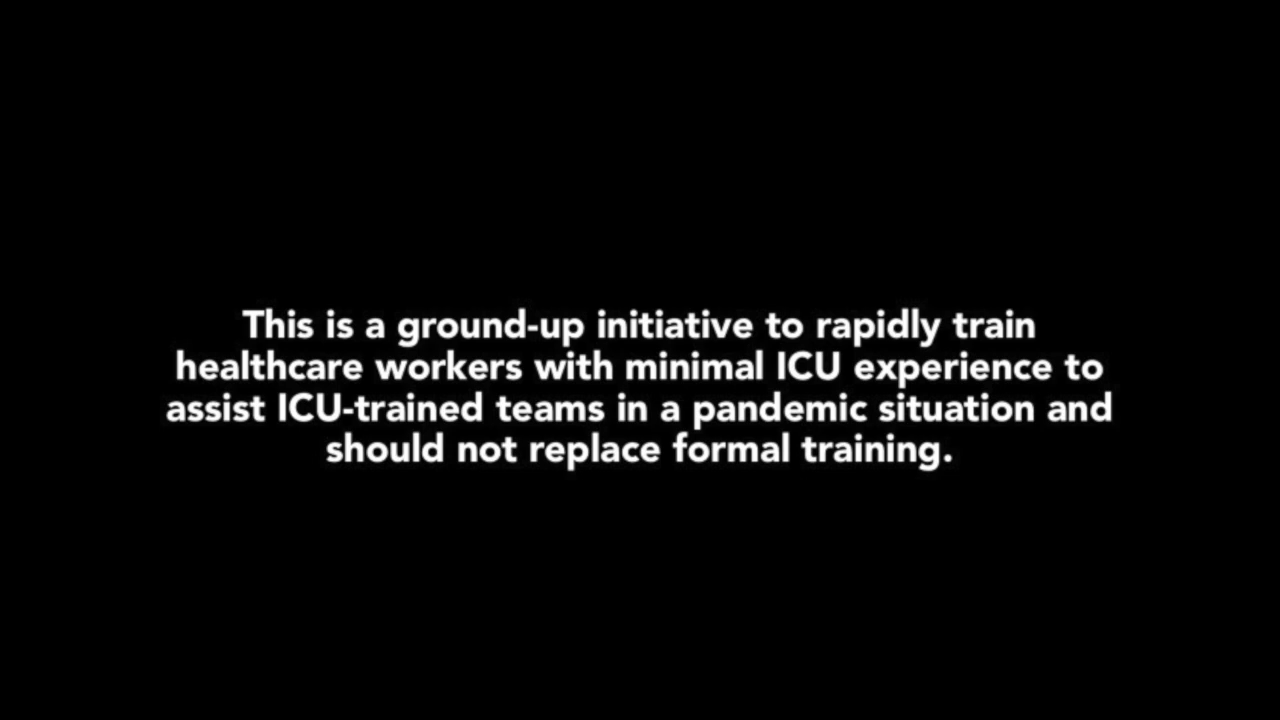 This is a ground-up initiative to rapidly train
healthcare workers with minimal ICU experience to
assist ICU-trained teams in a pandemic situation and
should not replace formal training.